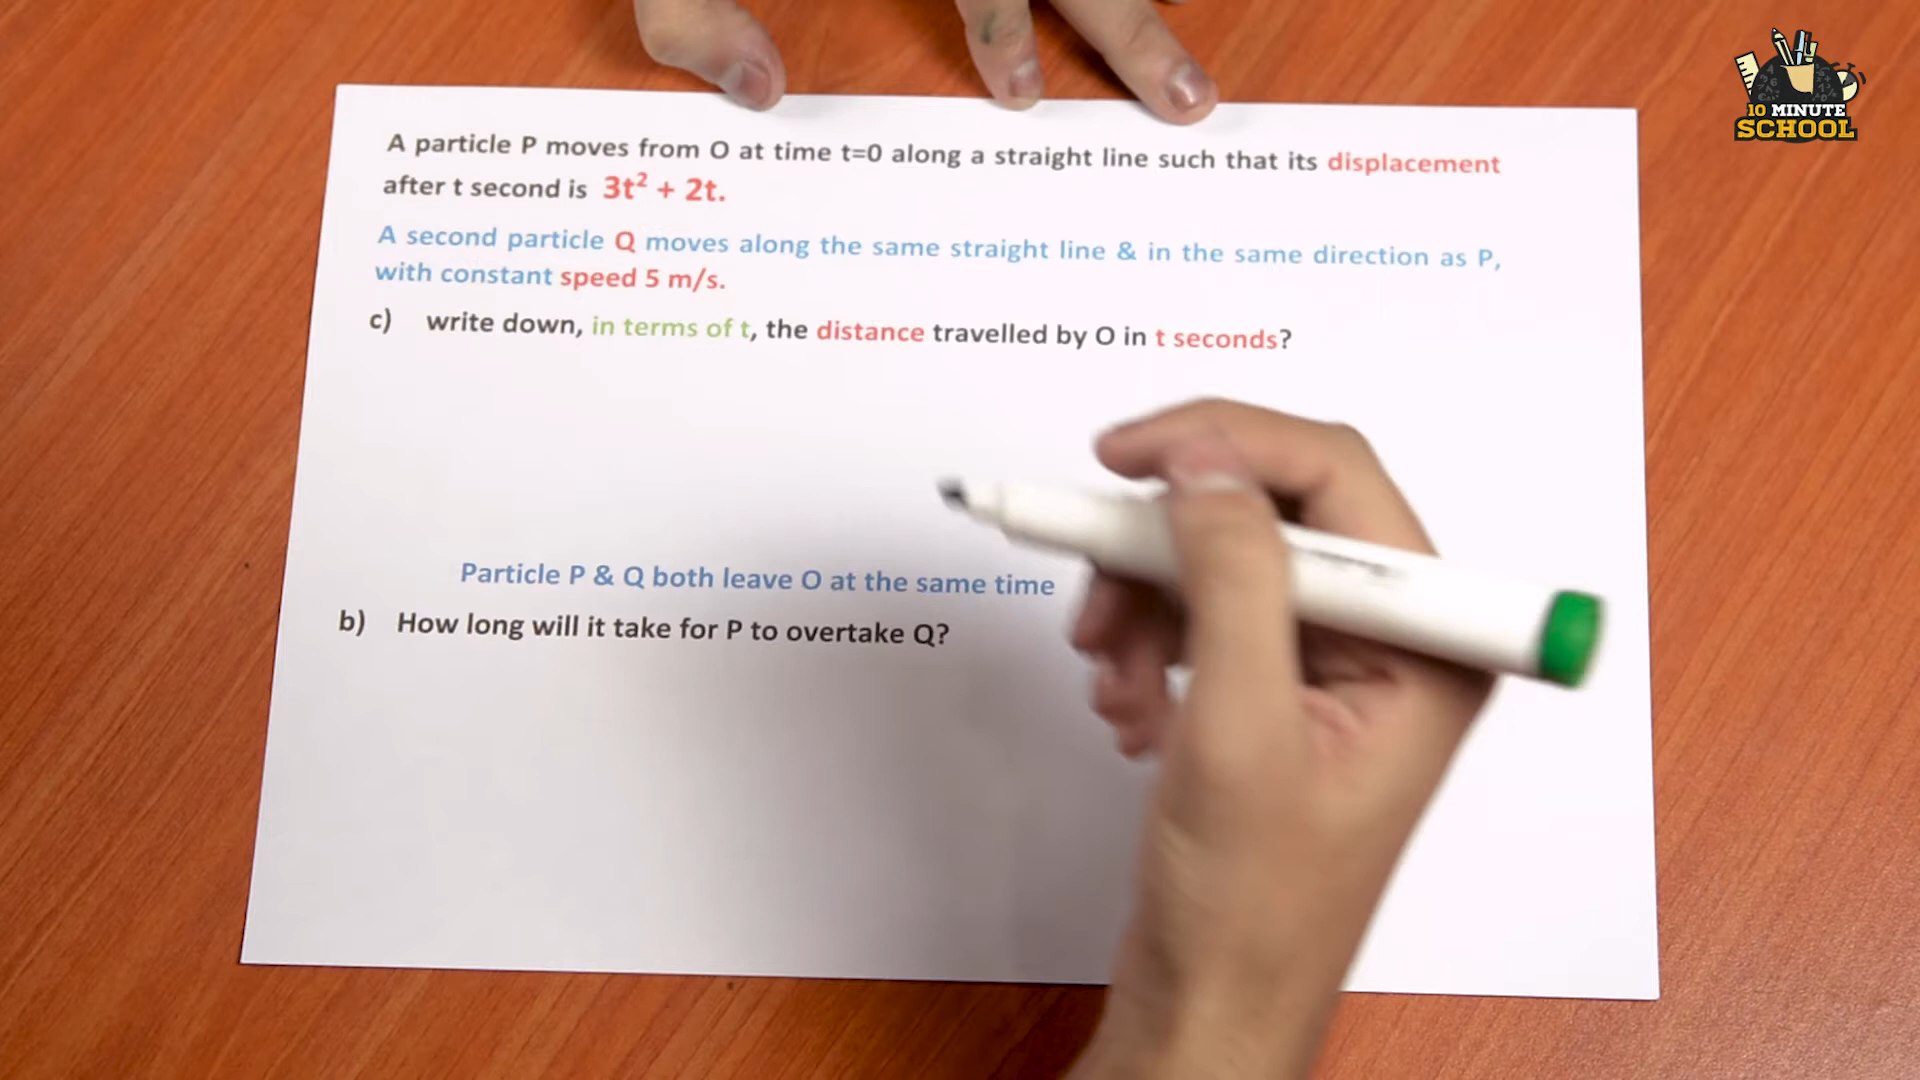 10 MINUTE
SCHOOL
A particle P moves from O at time t=0 along a straight line such that its displacement
after t second is 3t² + 2t.
A second particle Q moves along the same straight line & in the same direction as P,
with constant speed 5 m/s.
c) write down, in terms of t, the distance travelled by O in t seconds?
Particle P & Q both leave O at the same time
b) How long will it take for P to overtake Q?